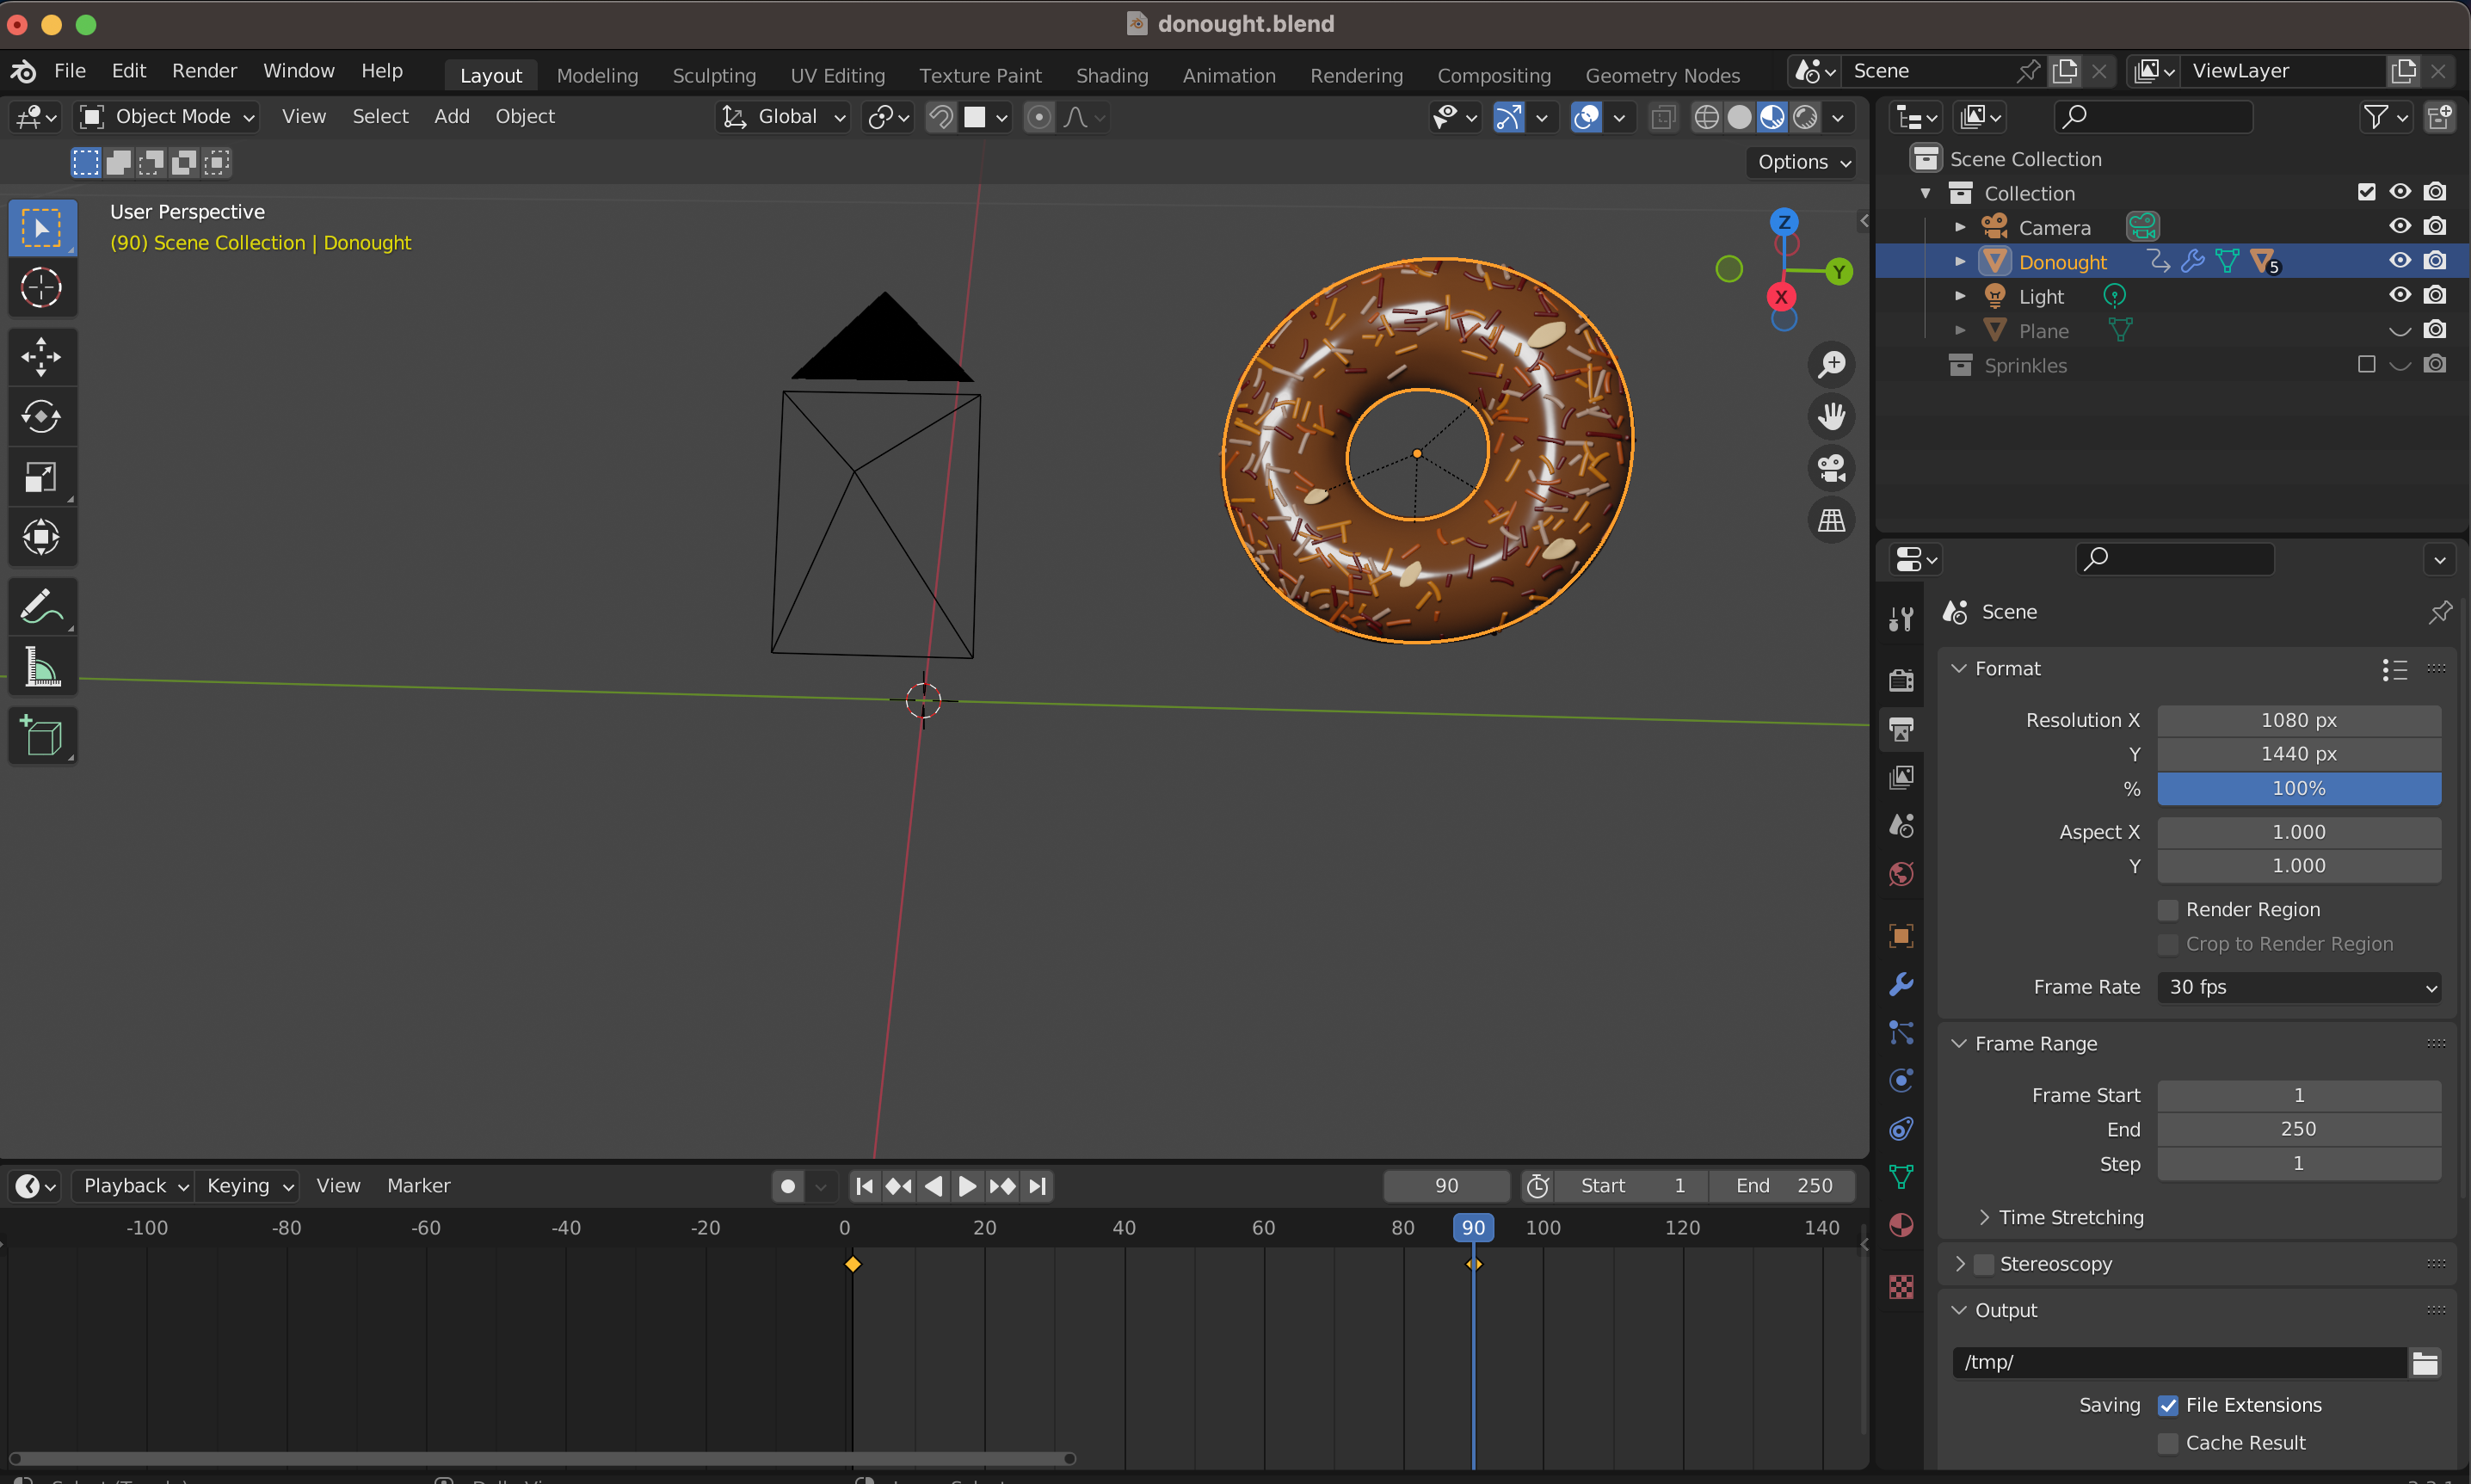 donought.blend
File Edit Render Window Help Layout Modeling Sculpting UV Editing Texture Paint Shading Animation Rendering Compositing Geometry Nodes Scene ViewLayer
Object Mode View Select Add Object Global
Options
User Perspective
(90) Scene Collection | Donought
Z
Y
X
Scene Collection
Collection
Camera
Donought 5
Light
Plane
Sprinkles
Scene
Format
Resolution X 1080 px
Y 1440 px
% 100%
Aspect X 1.000
Y 1.000
Render Region
Crop to Render Region
Frame Rate 30 fps
Frame Range
Frame Start 1
End 250
Step 1
Time Stretching
Stereoscopy
Output
/tmp/
Saving File Extensions
Cache Result
Playback Keying View Marker 90 Start 1 End 250
-100 -80 -60 -40 -20 0 20 40 60 80 90 100 120 140